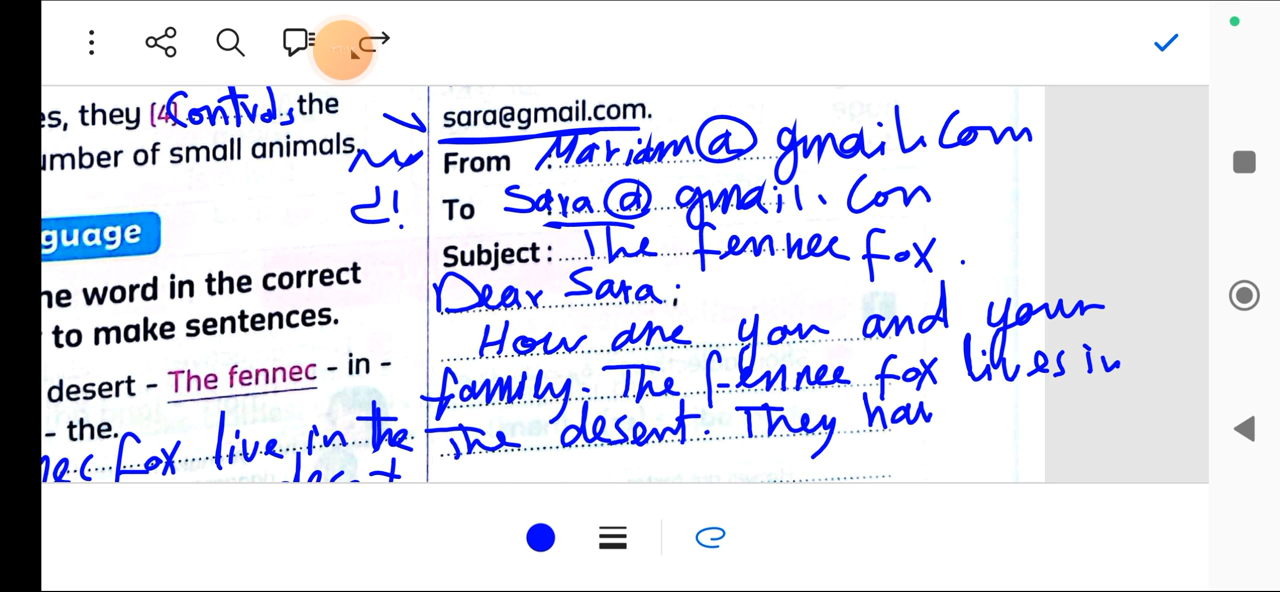 es, they (4) Controls the
umber of small animals.
guage
he word in the correct
to make sentences.
desert - The fennec - in -
- the.
nec fox live in the
desert
sara@gmail.com.
From Mariam@gmail.com
To Sara@gmail.con
Subject: The fennec fox.
Dear Sara;
How are you and your
family. The fennec fox lives in
The desent. They hav